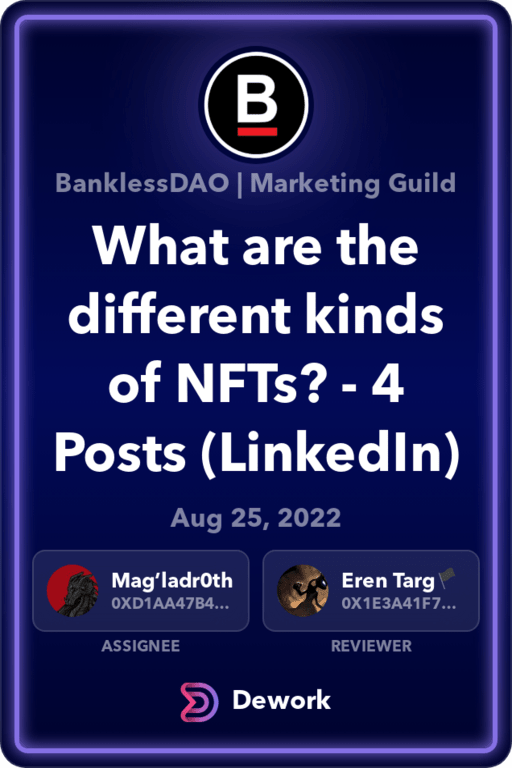 B
BanklessDAO | Marketing Guild
What are the
different kinds
of NFTs? - 4
Posts (LinkedIn)
Aug 25, 2022
Mag’ladr0th
0XD1AA47B4...
Eren Targ🏴
0X1E3A41F7...
ASSIGNEE
REVIEWER
Dework